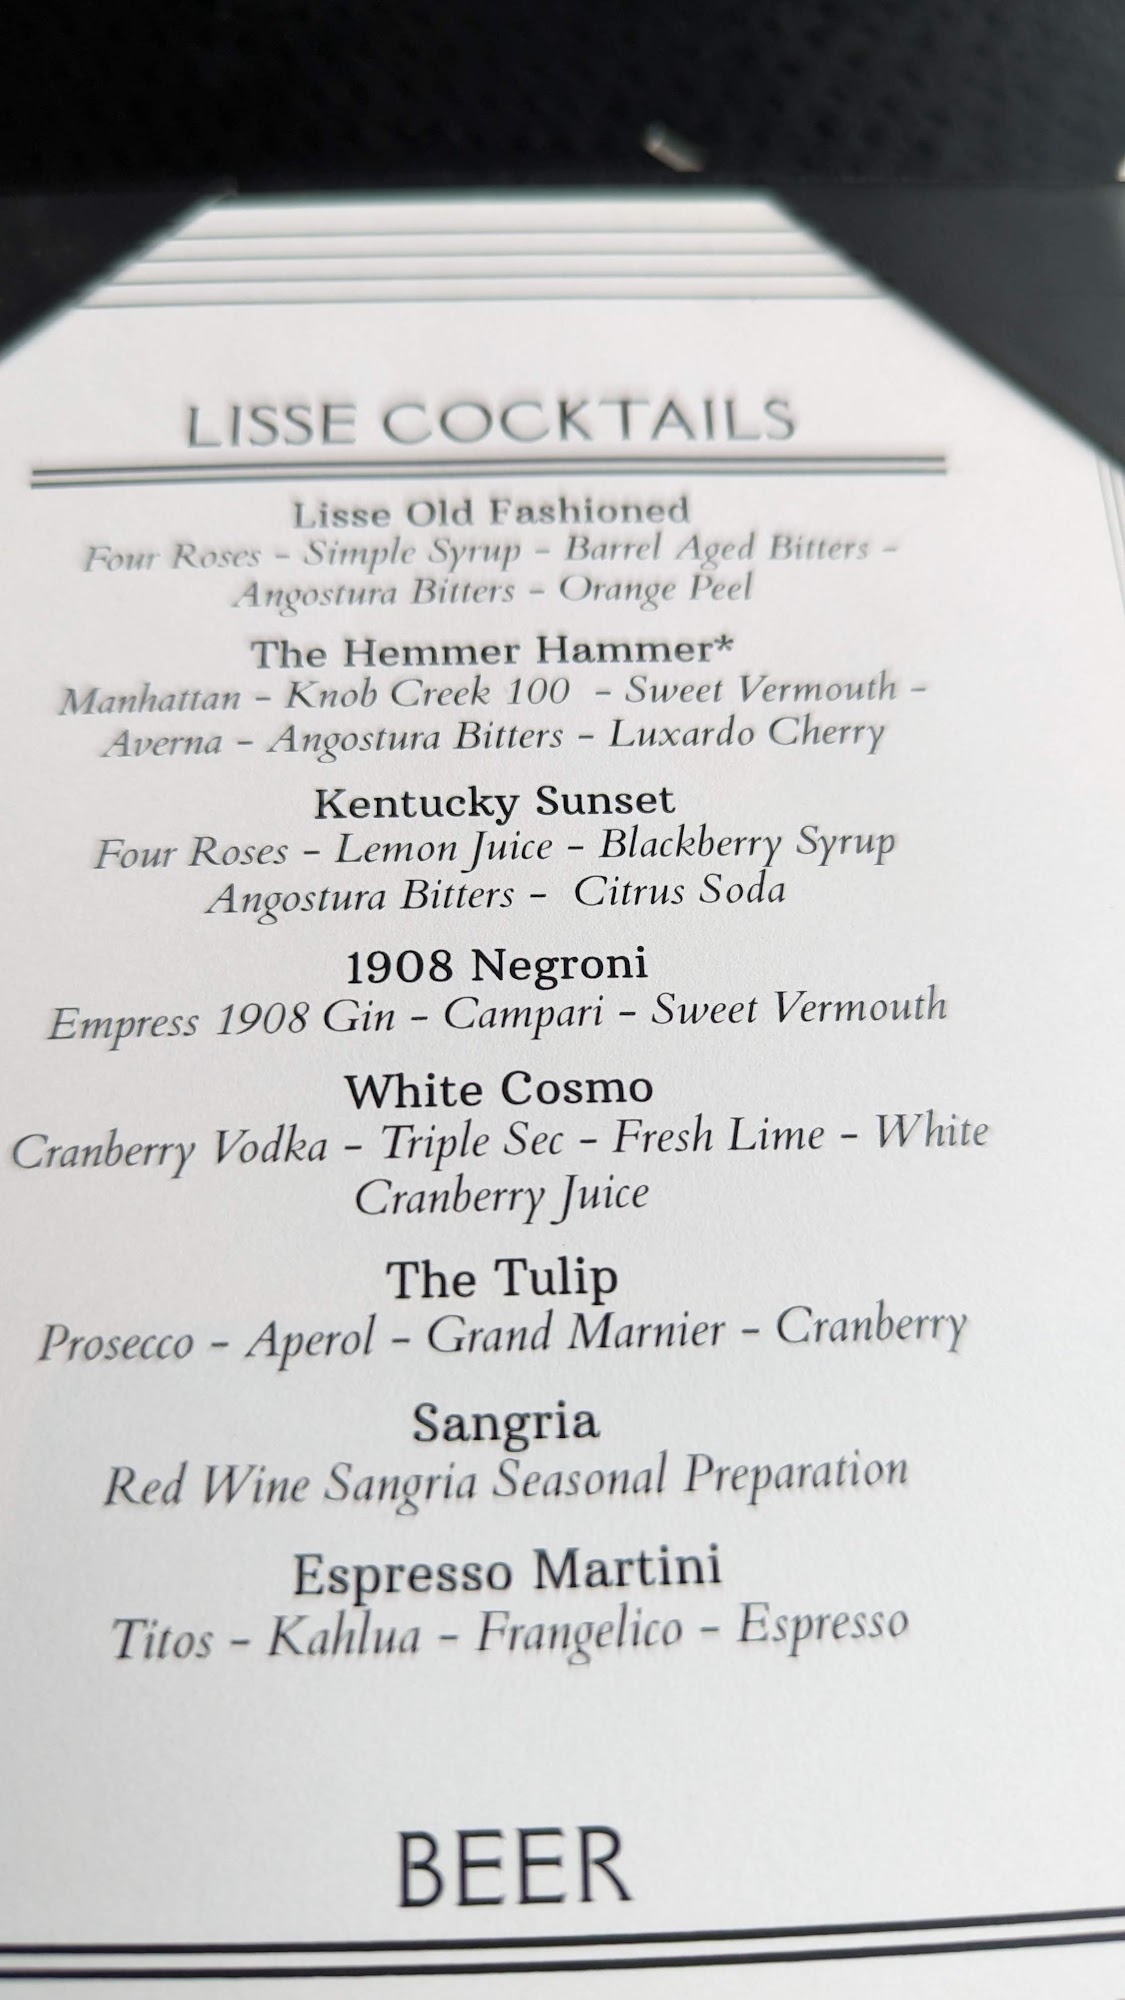 LISSE COCKTAILS
Lisse Old Fashioned
Four Roses - Simple Syrup - Barrel Aged Bitters -
Angostura Bitters - Orange Peel
The Hemmer Hammer*
Manhattan - Knob Creek 100 - Sweet Vermouth -
Averna - Angostura Bitters - Luxardo Cherry
Kentucky Sunset
Four Roses - Lemon Juice - Blackberry Syrup
Angostura Bitters - Citrus Soda
1908 Negroni
Empress 1908 Gin - Campari - Sweet Vermouth
White Cosmo
Cranberry Vodka - Triple Sec - Fresh Lime - White
Cranberry Juice
The Tulip
Prosecco - Aperol - Grand Marnier - Cranberry
Sangria
Red Wine Sangria Seasonal Preparation
Espresso Martini
Titos - Kahlua - Frangelico - Espresso
BEER